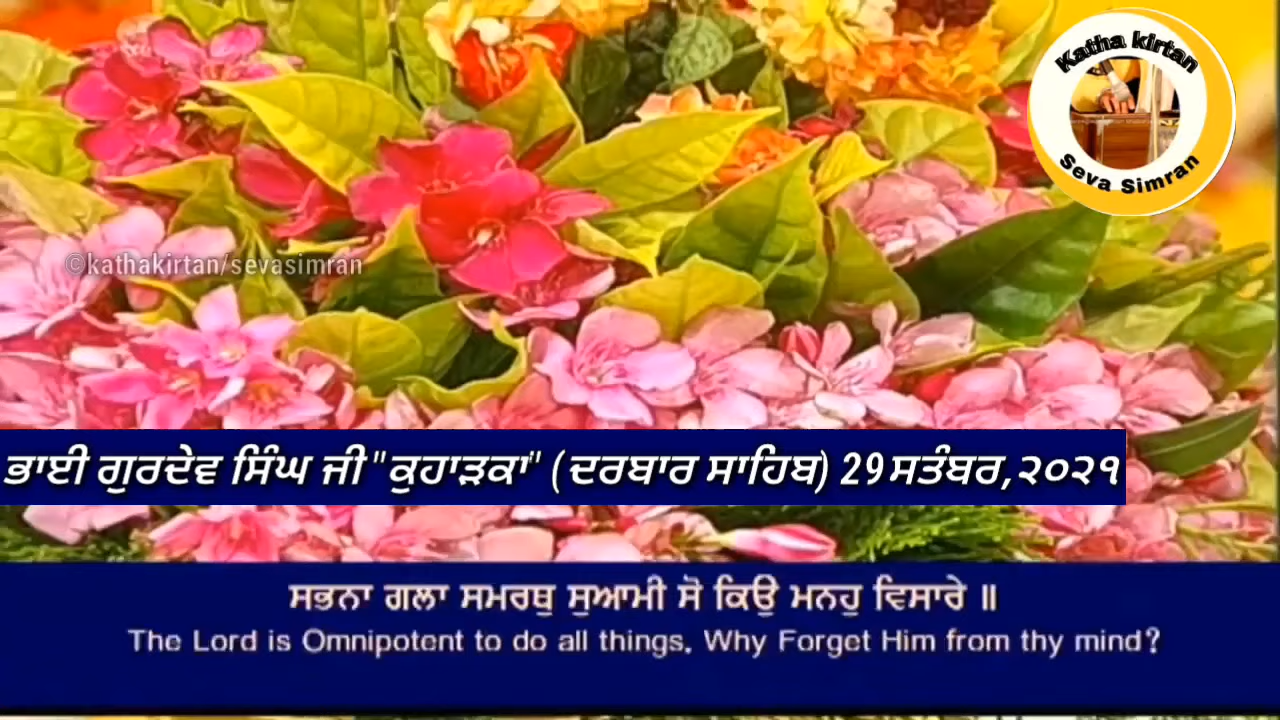 Katha kirtan
Seva Simran
©kathakirtan/sevasimran
ਭਾਈ ਗੁਰਦੇਵ ਸਿੰਘ ਜੀ "ਕੁਹਾੜਕਾ" (ਦਰਬਾਰ ਸਾਹਿਬ) 29 ਸਤੰਬਰ,੨੦੨੧
ਸਭਨਾ ਗਲਾ ਸਮਰਥੁ ਸੁਆਮੀ ਸੋ ਕਿਉ ਮਨਹੁ ਵਿਸਾਰੇ ॥
The Lord is Omnipotent to do all things, Why Forget Him from thy mind?